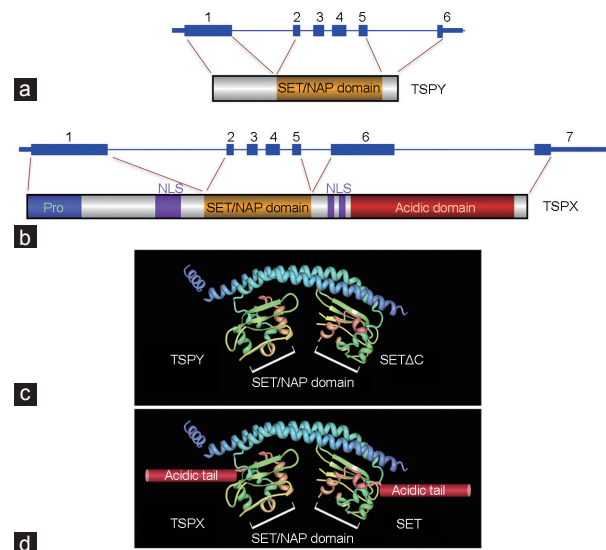 1 2 3 4 5 6
SET/NAP domain
TSPY
a
1 2 3 4 5 6 7
NLS NLS
Pro SET/NAP domain Acidic domain
TSPX
b
TSPY SETΔC
SET/NAP domain
c
Acidic tail Acidic tail
TSPX SET
SET/NAP domain
d